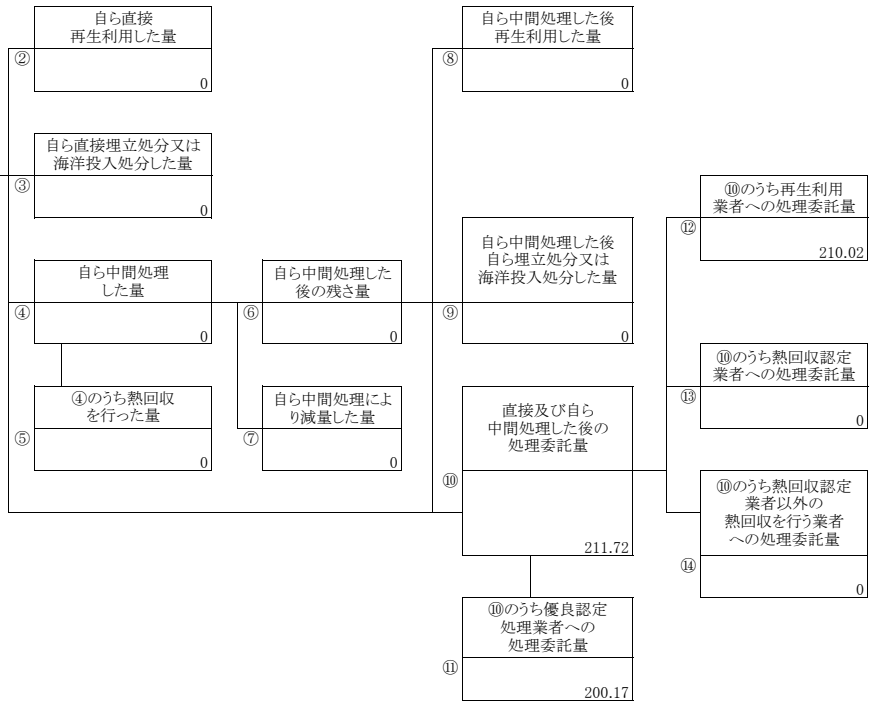 自ら直接
再生利用した量
②
0
自ら直接埋立処分又は
海洋投入処分した量
③
0
自ら中間処理
した量
④
0
④のうち熱回収
を行った量
⑤
0
自ら中間処理した
後の残さ量
⑥
0
自ら中間処理によ
り減量した量
⑦
0
自ら中間処理した後
再生利用した量
⑧
0
自ら中間処理した後
自ら埋立処分又は
海洋投入処分した量
⑨
0
直接及び自ら
中間処理した後の
処理委託量
⑩
211.72
⑩のうち優良認定
処理業者への
処理委託量
⑪
200.17
⑩のうち再生利用
業者への処理委託量
⑫
210.02
⑩のうち熱回収認定
業者への処理委託量
⑬
0
⑩のうち熱回収認定
業者以外の
熱回収を行う業者
への処理委託量
⑭
0